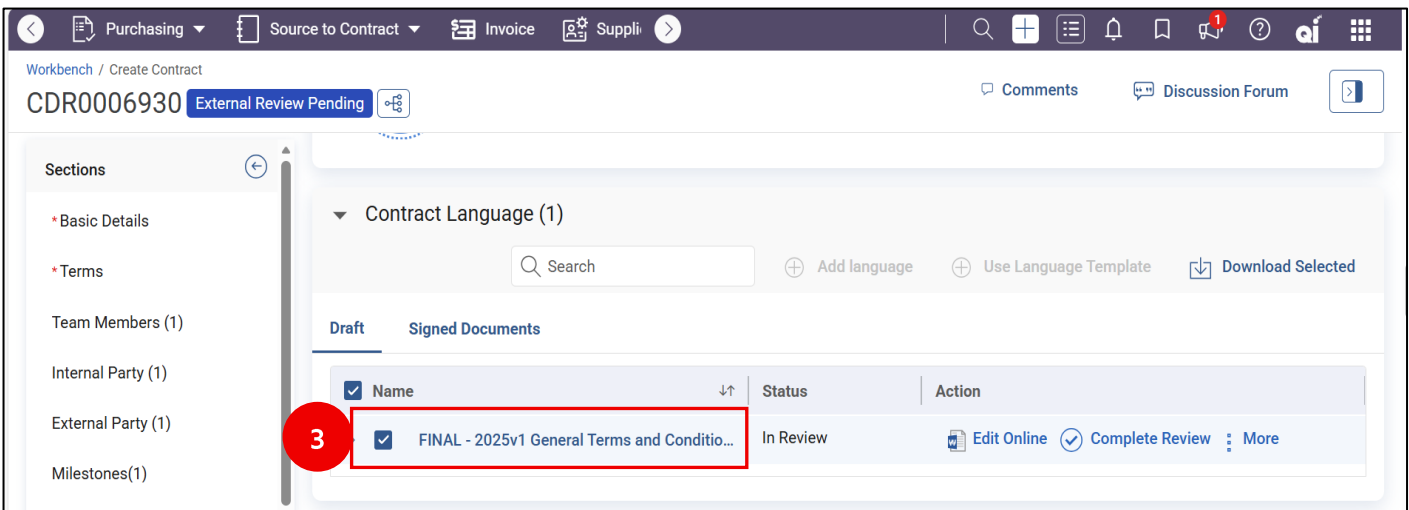 Purchasing Source to Contract Invoice Suppli 1 ? qi
Workbench / Create Contract
CDR0006930 External Review Pending Comments Discussion Forum
Sections
*Basic Details
*Terms
Team Members (1)
Internal Party (1)
External Party (1)
Milestones(1)
Contract Language (1)
Search Add language Use Language Template Download Selected
Draft Signed Documents
Name Status Action
3 FINAL - 2025v1 General Terms and Conditio... In Review Edit Online Complete Review More